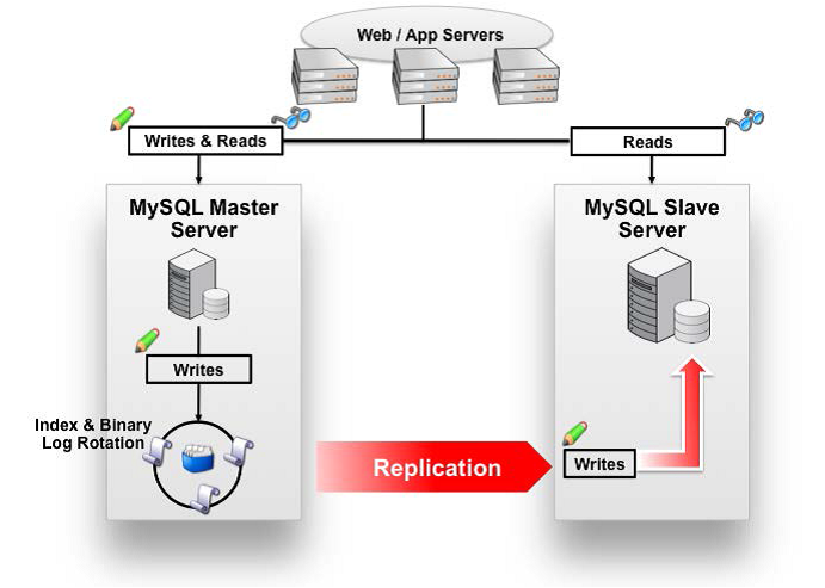 Web / App Servers
Writes & Reads
Reads
MySQL Master
Server
MySQL Slave
Server
Writes
Index & Binary
Log Rotation
Replication
Writes